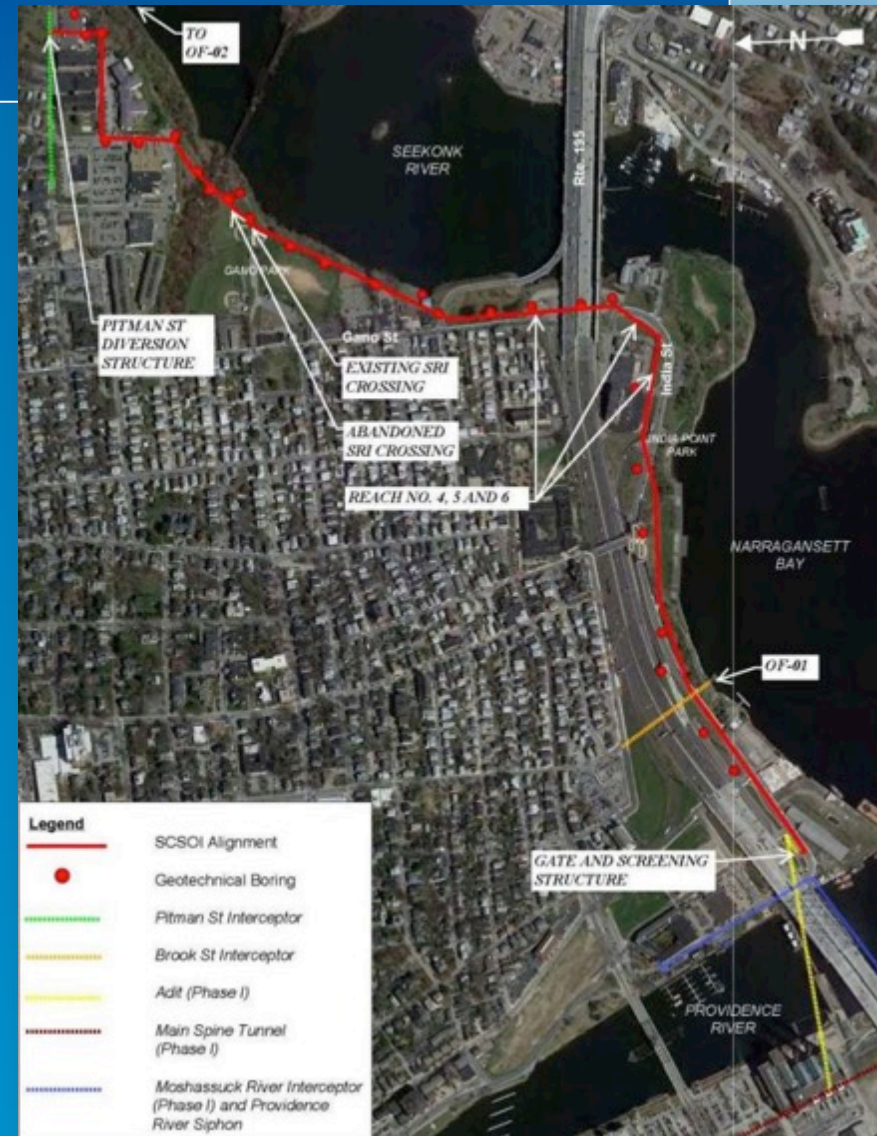 TO
OF-02
N
SEEKONK
RIVER
Rte. 195
GANO PARK
PITMAN ST
DIVERSION
STRUCTURE
Gano St
EXISTING SRI
CROSSING
ABANDONED
SRI CROSSING
REACH NO. 4, 5 AND 6
India St
INDIA POINT
PARK
NARRAGANSETT
BAY
OF-01
GATE AND SCREENING
STRUCTURE
PROVIDENCE
RIVER
Legend
SCSOI Alignment
Geotechnical Boring
Pitman St Interceptor
Brook St Interceptor
Adit (Phase I)
Main Spine Tunnel
(Phase I)
Moshassuck River Interceptor
(Phase I) and Providence
River Siphon